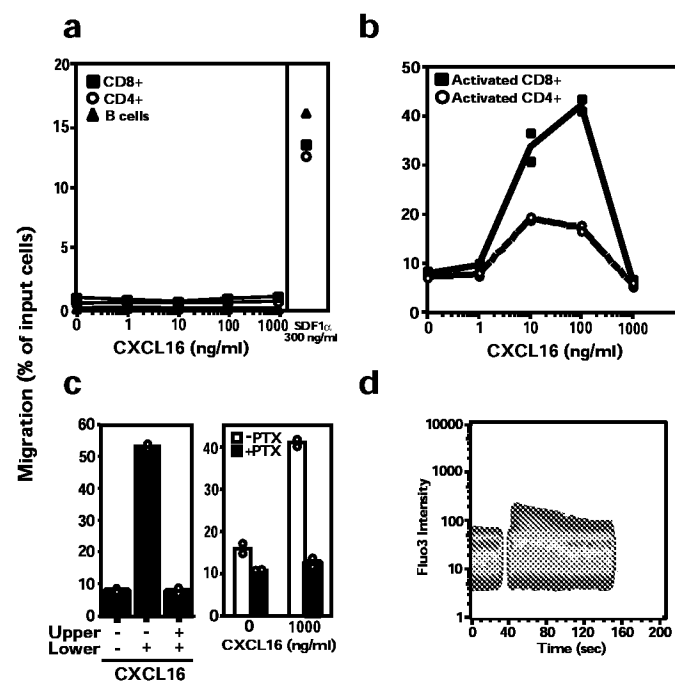 a
20
15
10
5
0
CD8+
CD4+
B cells
0 1 10 100 1000
CXCL16 (ng/ml)
SDF1α
300 ng/ml
b
50
40
30
20
10
0
Activated CD8+
Activated CD4+
0 1 10 100 1000
CXCL16 (ng/ml)
Migration (% of input cells)
c
60
50
40
30
20
10
0
Upper - - +
Lower - + +
CXCL16
40
30
20
10
0
-PTX
+PTX
0 1000
CXCL16 (ng/ml)
d
10000
1000
100
10
1
Fluo3 Intensity
0 40 80 120 160 200
Time (sec)